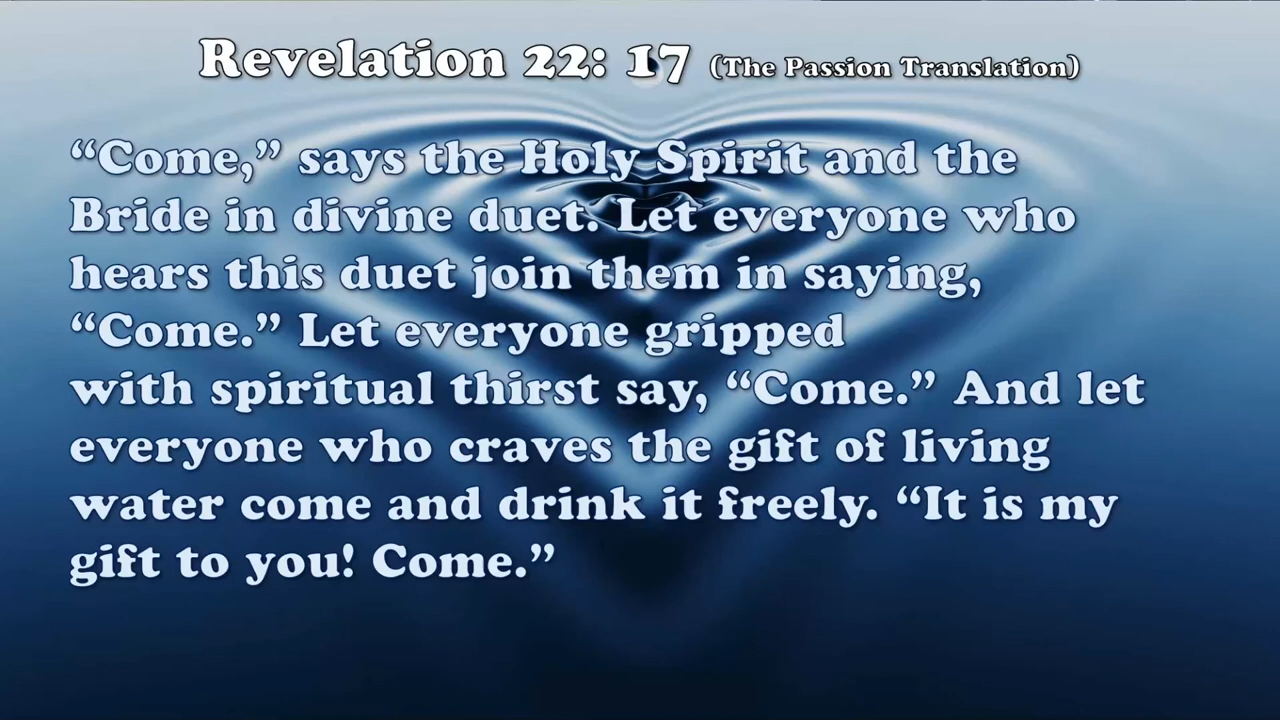 Revelation 22: 17 (The Passion Translation)
“Come,” says the Holy Spirit and the
Bride in divine duet. Let everyone who
hears this duet join them in saying,
“Come.” Let everyone gripped
with spiritual thirst say, “Come.” And let
everyone who craves the gift of living
water come and drink it freely. “It is my
gift to you! Come.”